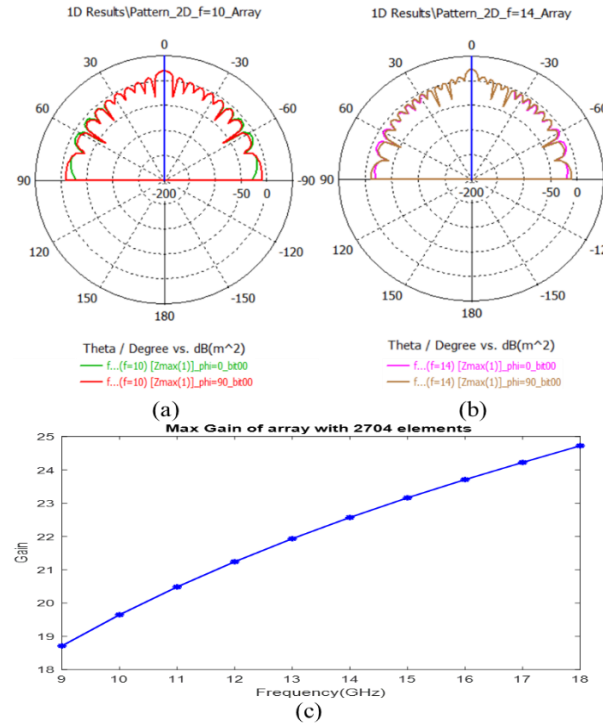 1D Results\Pattern_2D_f=10_Array
0
30
-30
60
-60
90
-90
-200
-50
0
120
-120
150
-150
180
Theta / Degree vs. dB(m^2)
f...(f=10) [Zmax(1)]_phi=0_bit00
f...(f=10) [Zmax(1)]_phi=90_bit00
(a)
1D Results\Pattern_2D_f=14_Array
0
30
-30
60
-60
90
-90
-200
-50
0
120
-120
150
-150
180
Theta / Degree vs. dB(m^2)
f...(f=14) [Zmax(1)]_phi=0_bit00
f...(f=14) [Zmax(1)]_phi=90_bit00
(b)
Max Gain of array with 2704 elements
25
24
23
22
21
20
19
18
Gain
9 10 11 12 13 14 15 16 17 18
Frequency(GHz)
(c)